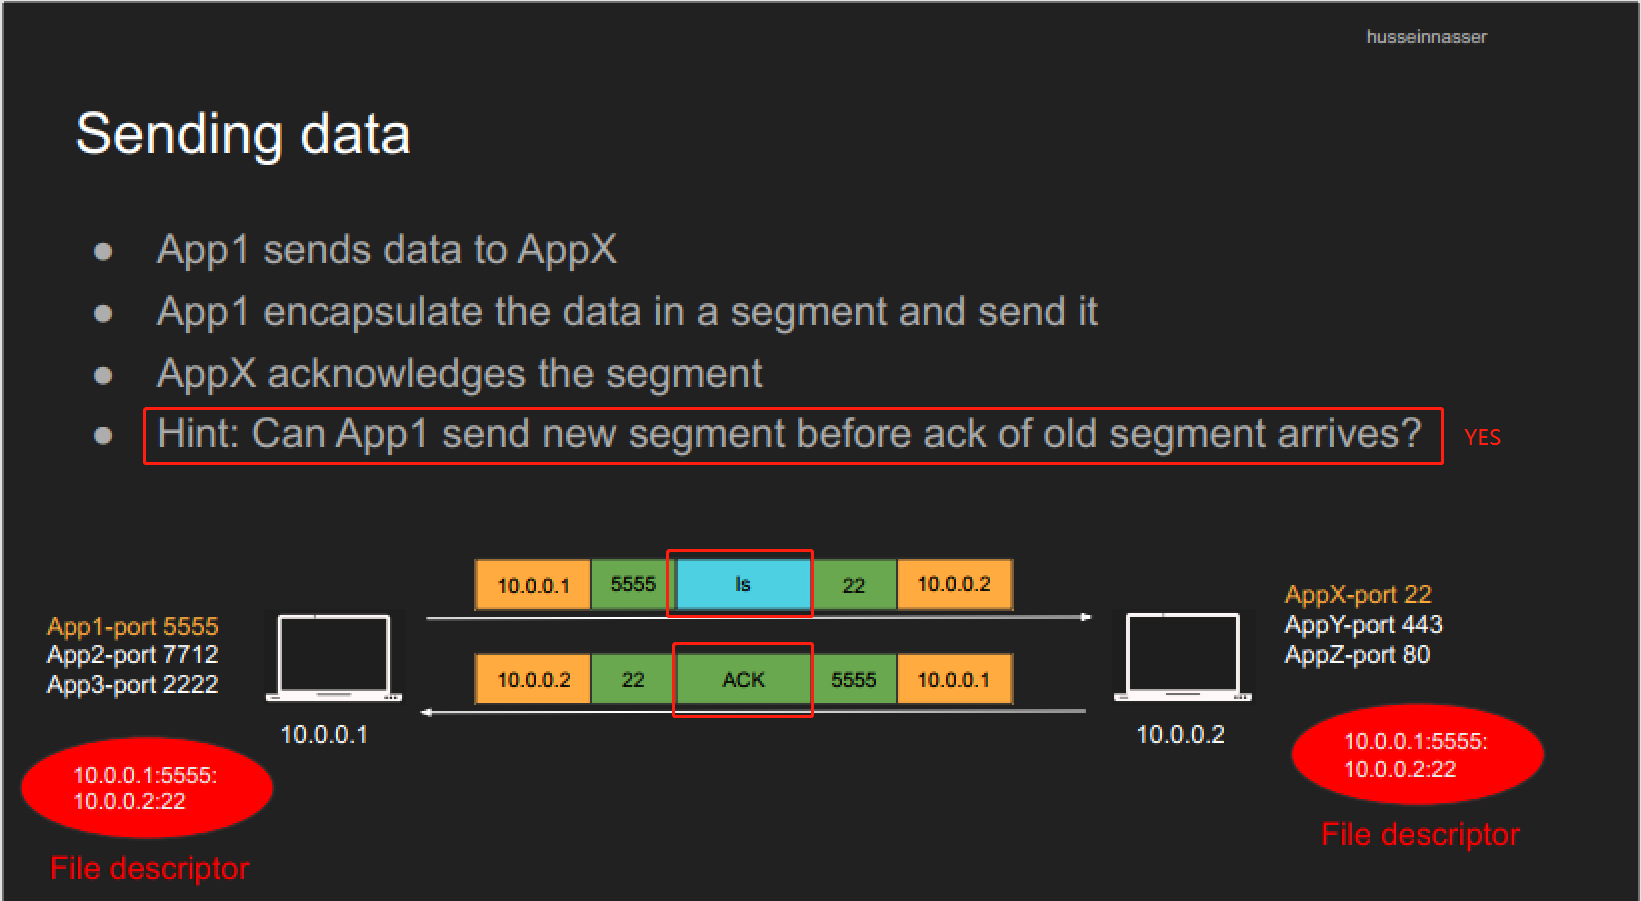 husseinnasser
Sending data
● App1 sends data to AppX
● App1 encapsulate the data in a segment and send it
● AppX acknowledges the segment
● Hint: Can App1 send new segment before ack of old segment arrives? YES
10.0.0.1 5555 ls 22 10.0.0.2
10.0.0.2 22 ACK 5555 10.0.0.1
App1-port 5555
App2-port 7712
App3-port 2222
10.0.0.1
10.0.0.1:5555:
10.0.0.2:22
File descriptor
AppX-port 22
AppY-port 443
AppZ-port 80
10.0.0.2
10.0.0.1:5555:
10.0.0.2:22
File descriptor